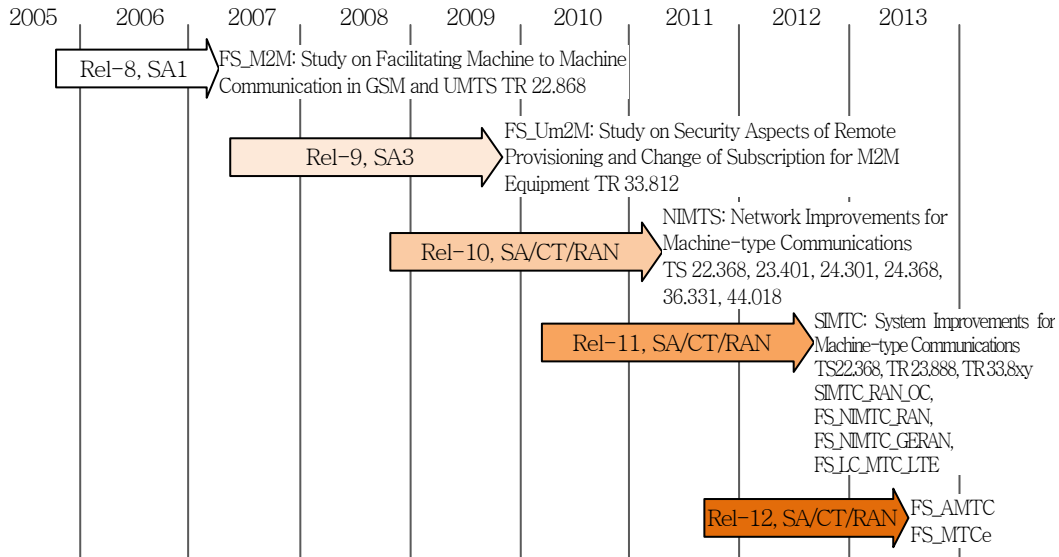 2005 2006 2007 2008 2009 2010 2011 2012 2013
Rel-8, SA1
FS_M2M: Study on Facilitating Machine to Machine
Communication in GSM and UMTS TR 22.868
Rel-9, SA3
FS_Um2M: Study on Security Aspects of Remote
Provisioning and Change of Subscription for M2M
Equipment TR 33.812
Rel-10, SA/CT/RAN
NIMTS: Network Improvements for
Machine-type Communications
TS 22.368, 23.401, 24.301, 24.368,
36.331, 44.018
Rel-11, SA/CT/RAN
SIMTC: System Improvements for
Machine-type Communications
TS22.368, TR 23.888, TR 33.8xy
SIMTC_RAN_OC,
FS_NIMTC_RAN,
FS_NIMTC_GERAN,
FS_LC_MTC_LTE
Rel-12, SA/CT/RAN
FS_AMTC
FS_MTCe